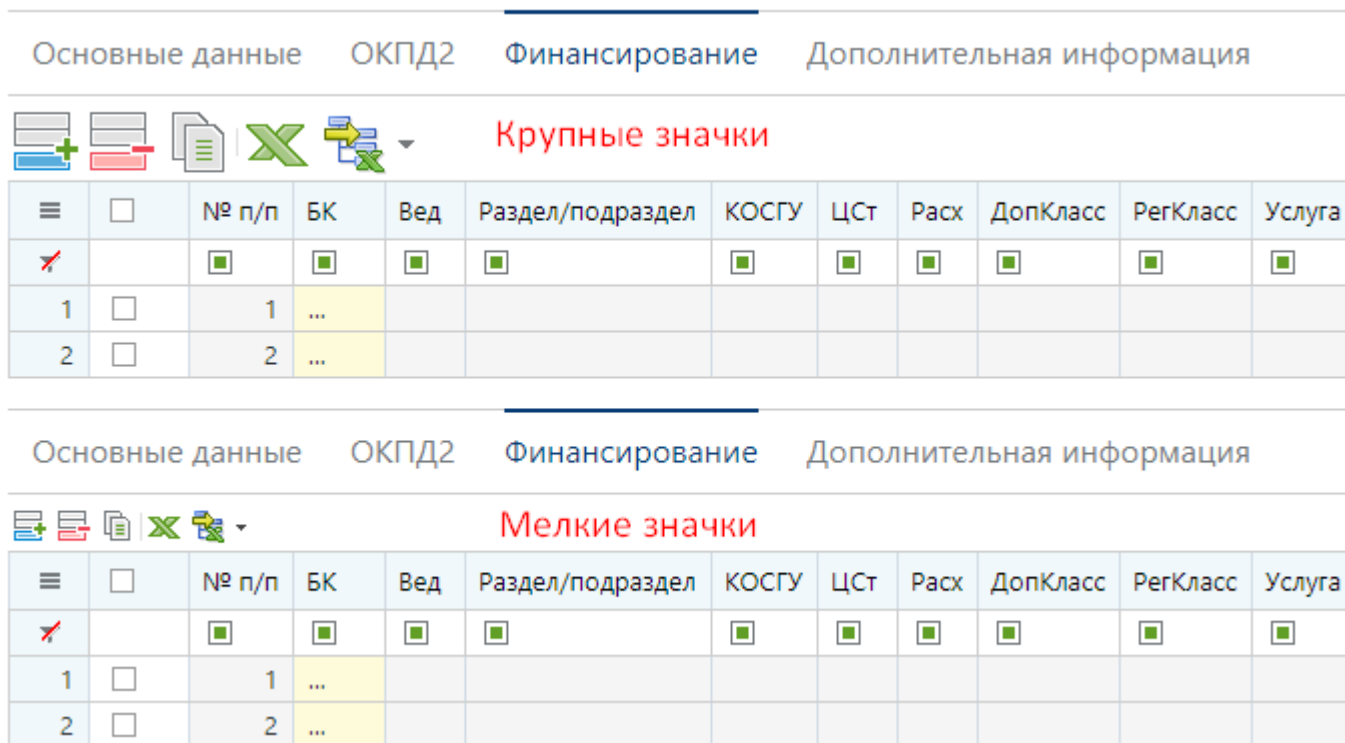 Основные данные ОКПД2 Финансирование Дополнительная информация
Крупные значки
№ п/п БК Вед Раздел/подраздел КОСГУ ЦСт Расх ДопКласс РегКласс Услуга
1 1 ...
2 2 ...
Основные данные ОКПД2 Финансирование Дополнительная информация
Мелкие значки
№ п/п БК Вед Раздел/подраздел КОСГУ ЦСт Расх ДопКласс РегКласс Услуга
1 1 ...
2 2 ...